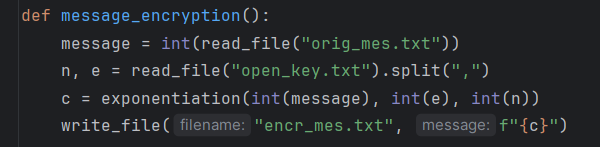 def message_encryption():
message = int(read_file("orig_mes.txt"))
n, e = read_file("open_key.txt").split(",")
c = exponentiation(int(message), int(e), int(n))
write_file(filename: "encr_mes.txt", message: f"{c}")